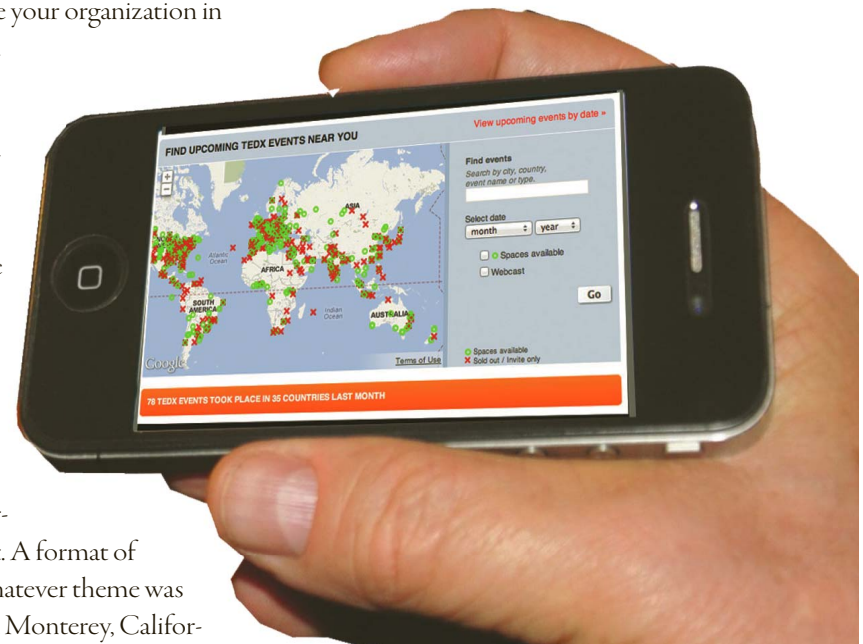 e your organization in
. A format of
hatever theme was
Monterey, Califor-
FIND UPCOMING TEDX EVENTS NEAR YOU
View upcoming events by date »
ASIA
Atlantic
Ocean
AFRICA
SOUTH
AMERICA
Indian
Ocean
AUSTRALIA
Google
Terms of Use
Find events
Search by city, country,
event name or type.
Select date
month year
Spaces available
Webcast
Go
Spaces available
Sold out / Invite only
78 TEDX EVENTS TOOK PLACE IN 35 COUNTRIES LAST MONTH